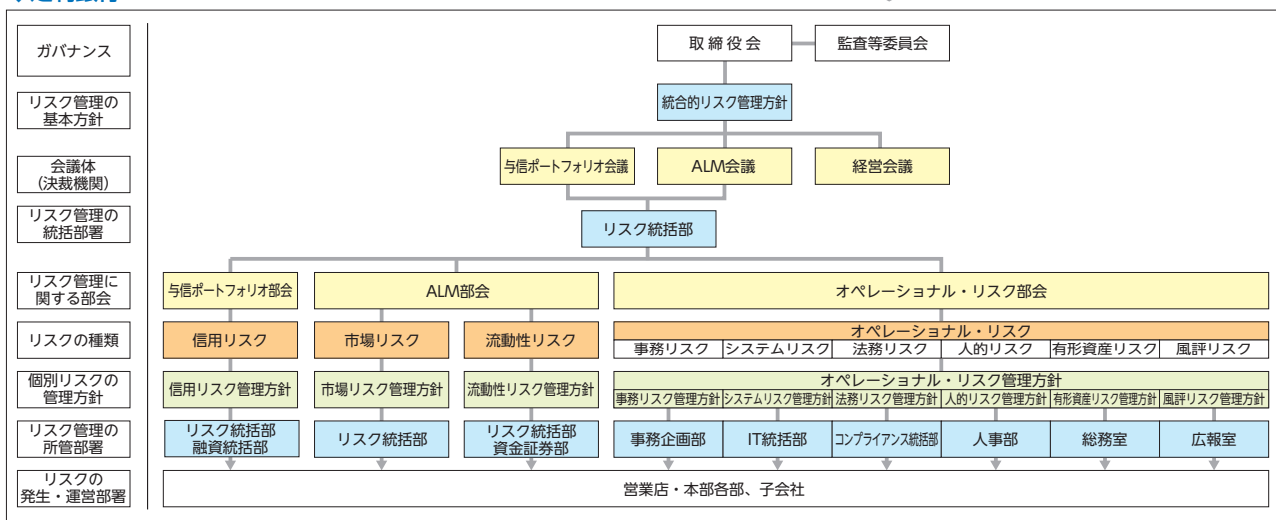 ガバナンス
取締役会
監査等委員会
リスク管理の
基本方針
統合的リスク管理方針
会議体
(決裁機関)
与信ポートフォリオ会議
ALM会議
経営会議
リスク管理の
統括部署
リスク統括部
リスク管理に
関する部会
与信ポートフォリオ部会
ALM部会
オペレーショナル・リスク部会
リスクの種類
信用リスク
市場リスク
流動性リスク
オペレーショナル・リスク
事務リスク
システムリスク
法務リスク
人的リスク
有形資産リスク
風評リスク
個別リスクの
管理方針
信用リスク管理方針
市場リスク管理方針
流動性リスク管理方針
オペレーショナル・リスク管理方針
事務リスク管理方針
システムリスク管理方針
法務リスク管理方針
人的リスク管理方針
有形資産リスク管理方針
風評リスク管理方針
リスク管理の
所管部署
リスク統括部
融資統括部
リスク統括部
リスク統括部
資金証券部
事務企画部
IT統括部
コンプライアンス統括部
人事部
総務室
広報室
リスクの
発生・運営部署
営業店・本部各部、子会社